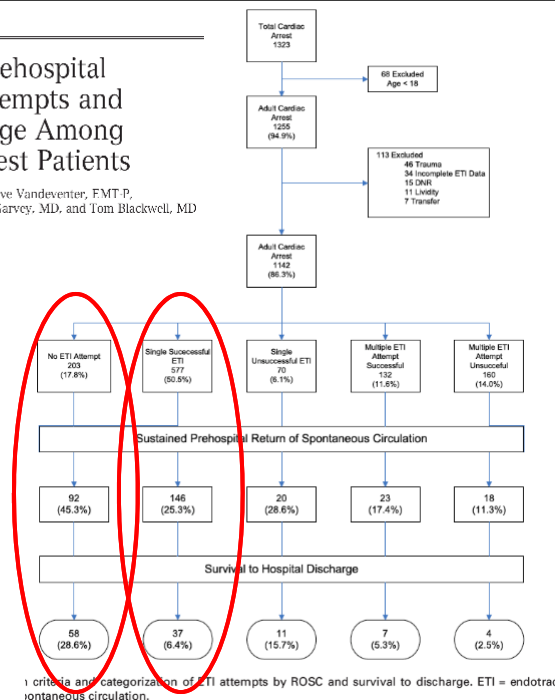 Total Cardiac
Arrest
1323
68 Excluded
Age < 18
ehospital
empts and
ge Among
est Patients
ve Vandeventer, EMT-P,
Garvey, MD, and Tom Blackwell, MD
Adult Cardiac
Arrest
1255
(94.9%)
113 Excluded
46 Trauma
34 Incomplete ETI Data
15 DNR
11 Lividity
7 Transfer
Adult Cardiac
Arrest
1142
(86.3%)
No ETI Attempt
203
(17.8%)
Single Sucecessful
ETI
577
(50.5%)
Single
Unsuccessful ETI
70
(6.1%)
Multiple ETI
Attempt
Successful
132
(11.6%)
Multiple ETI
Attempt
Unsucceful
160
(14.0%)
Sustained Prehospital Return of Spontaneous Circulation
92
(45.3%)
146
(25.3%)
20
(28.6%)
23
(17.4%)
18
(11.3%)
Survival to Hospital Discharge
58
(28.6%)
37
(6.4%)
11
(15.7%)
7
(5.3%)
4
(2.5%)
criteria and categorization of ETI attempts by ROSC and survival to discharge. ETI = endotrac
pontaneous circulation.